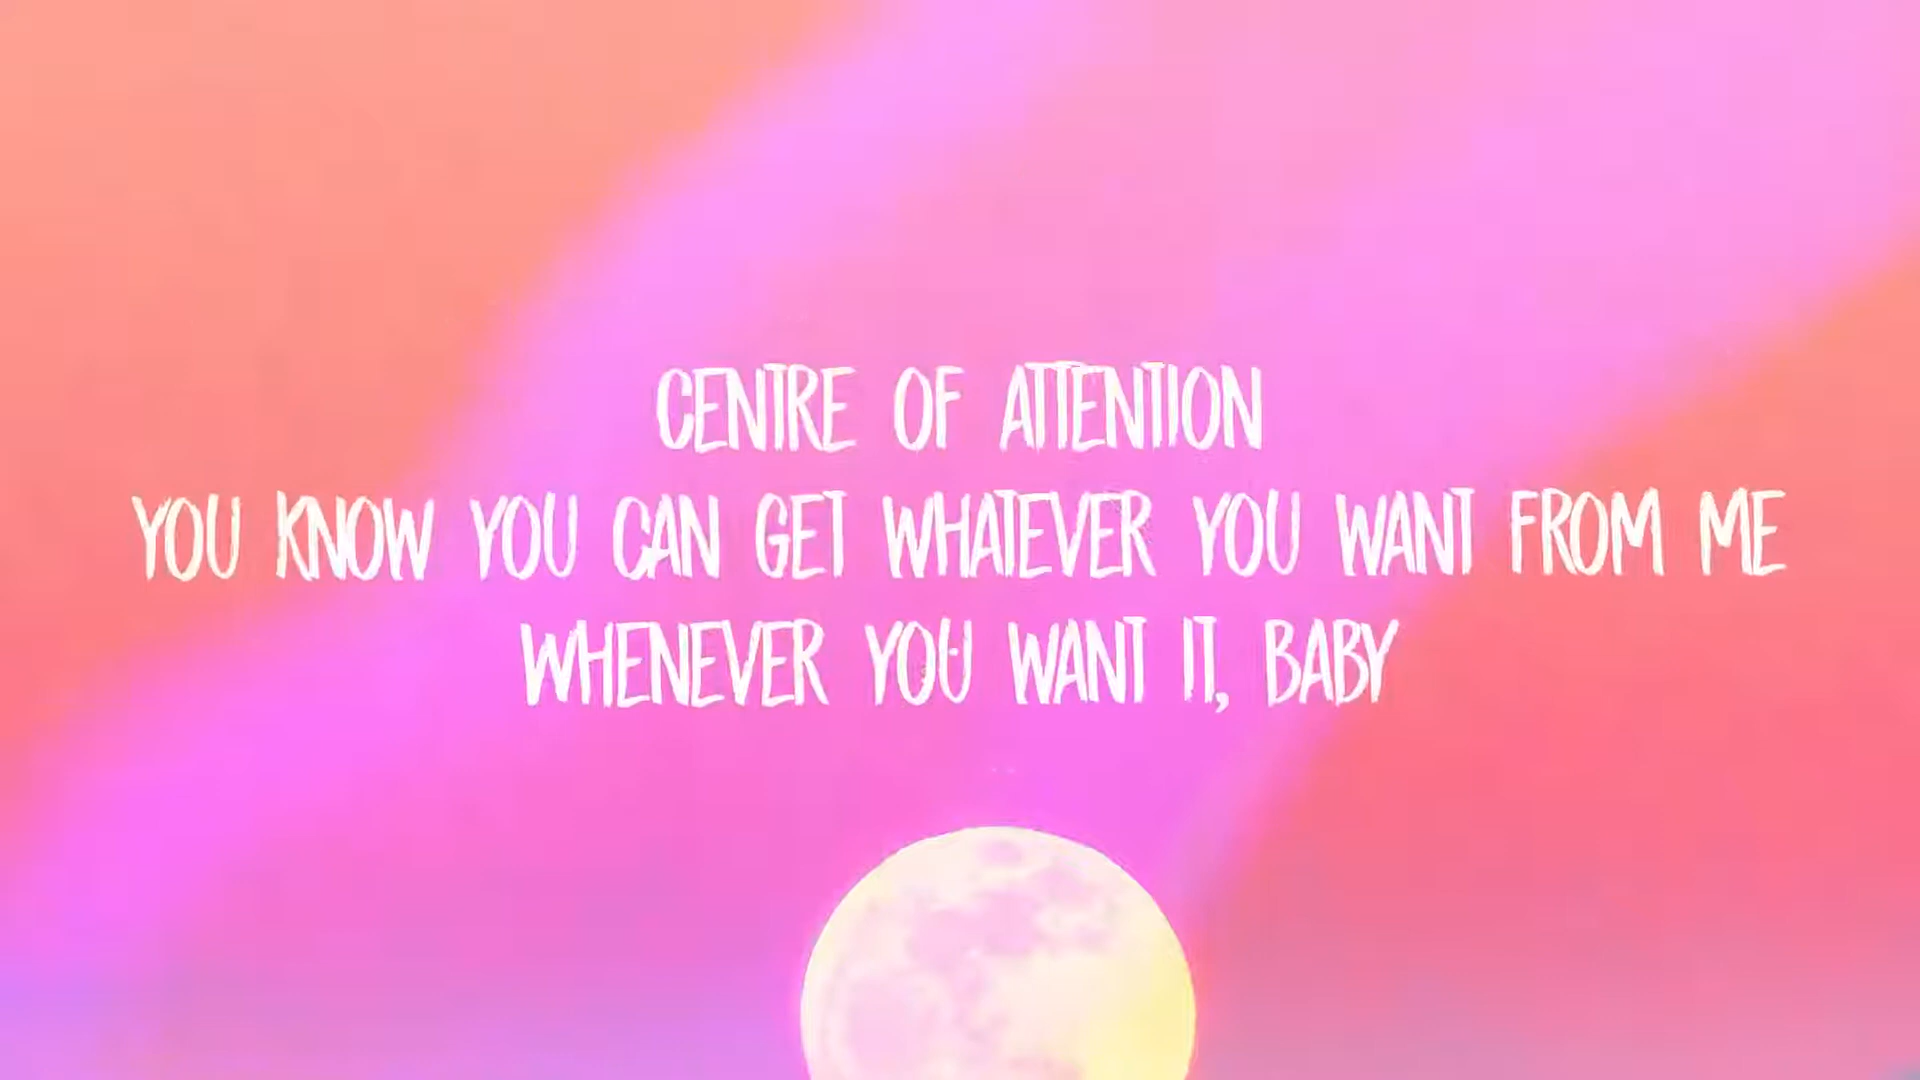 CENTRE OF ATTENTION
YOU KNOW YOU CAN GET WHATEVER YOU WANT FROM ME
WHENEVER YOU WANT IT, BABY